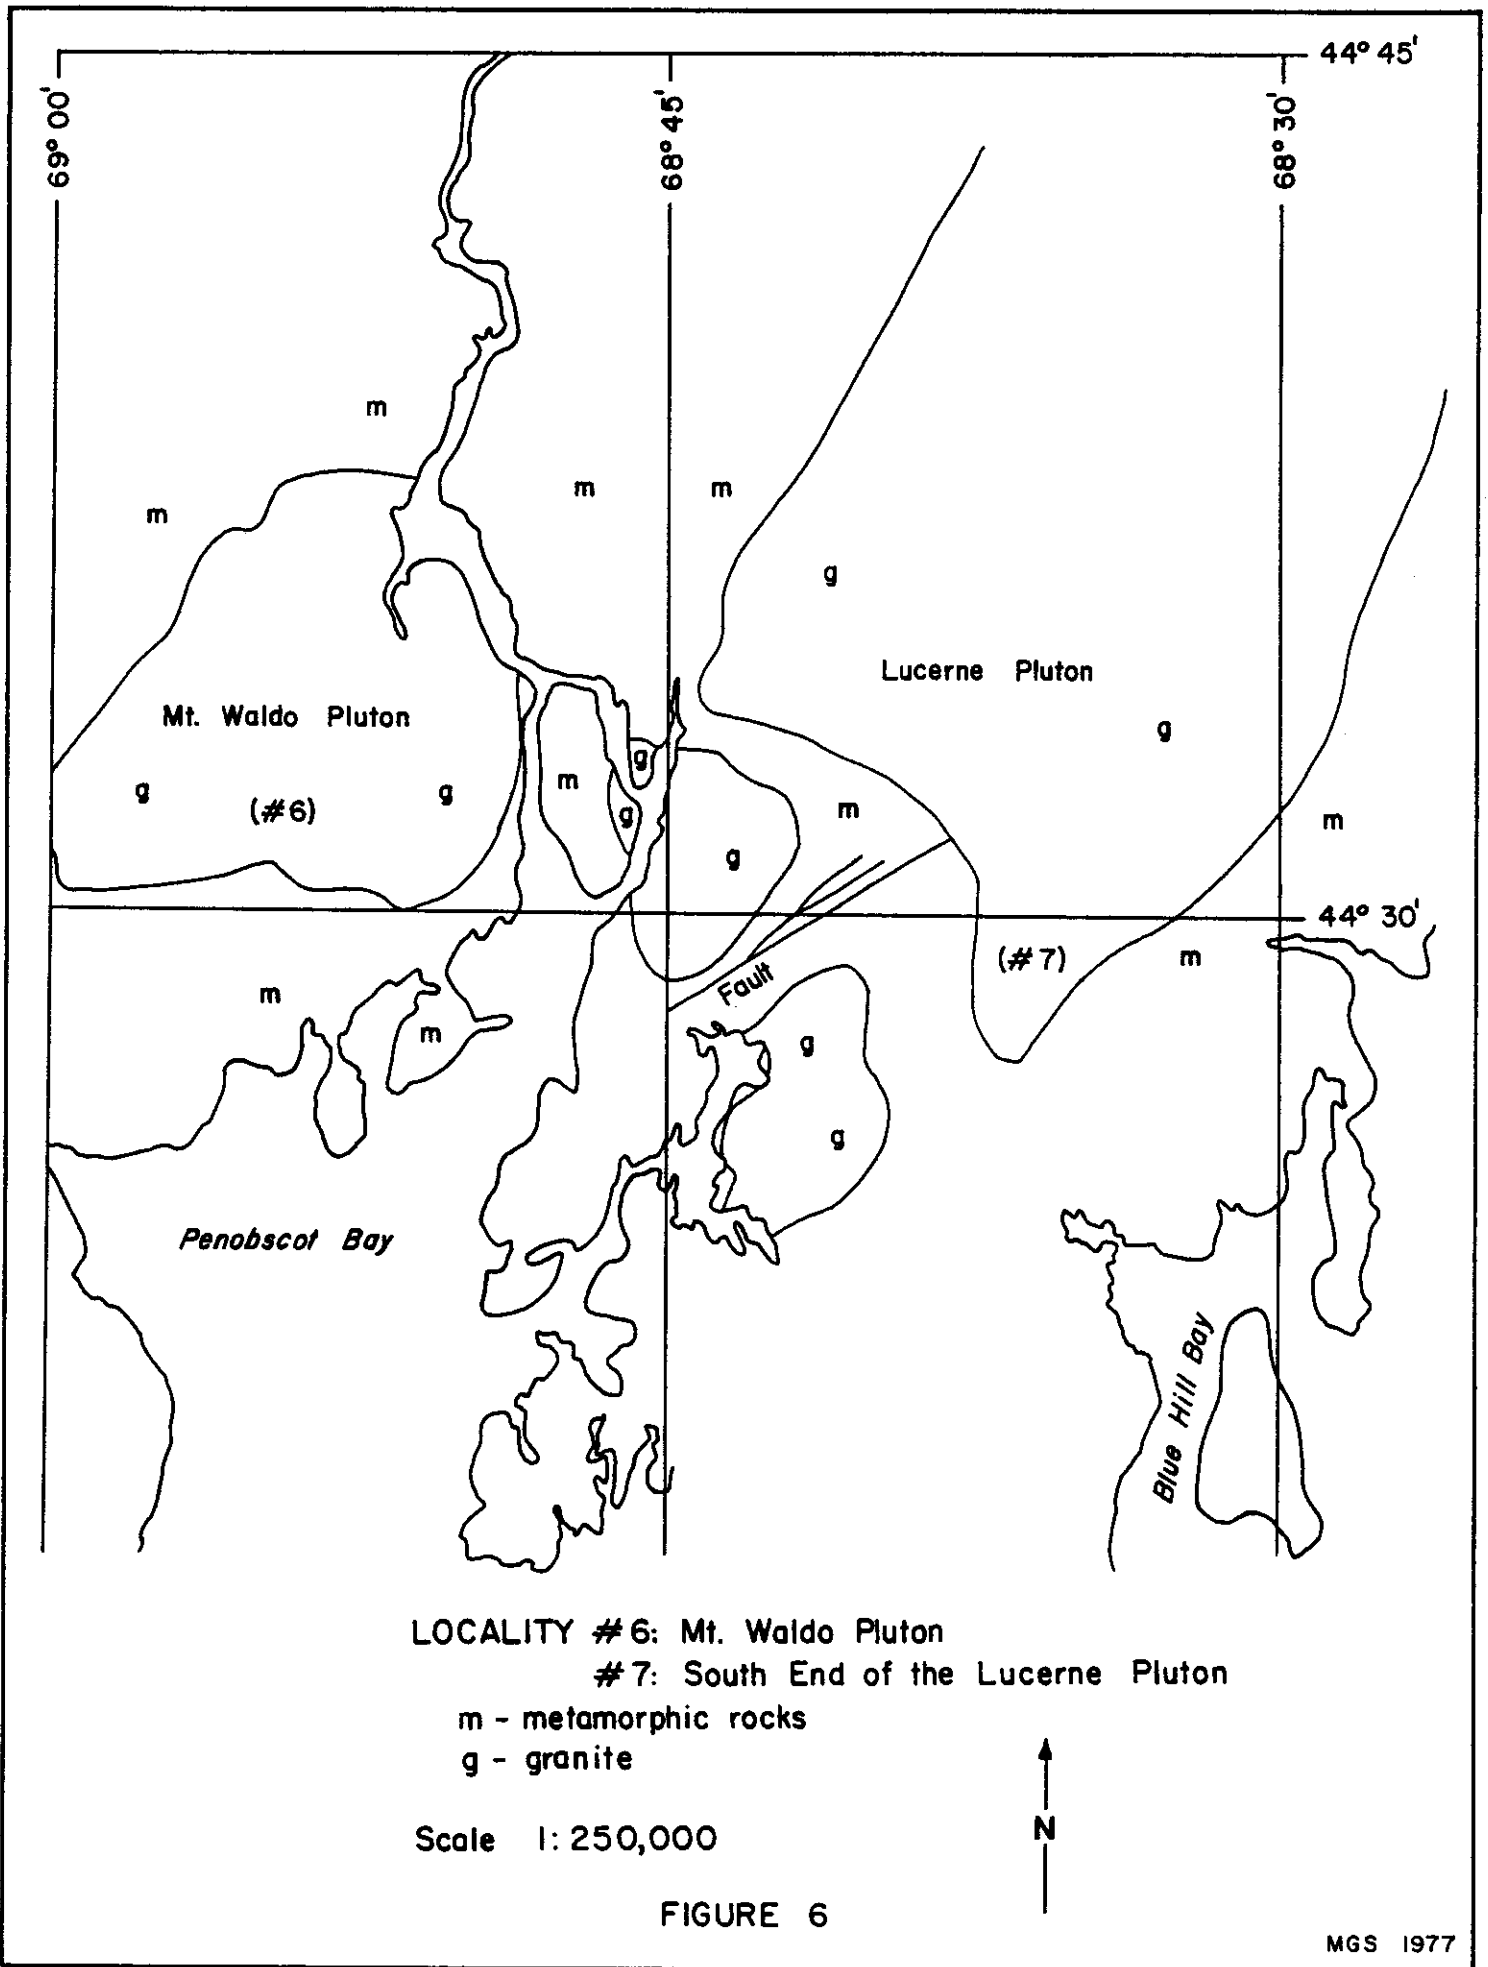 44° 45'
69° 00'
68° 45'
68° 30'
m
m
m
m
g
Lucerne Pluton
Mt. Waldo Pluton
g
g
m
g
g
(#6)
g
m
m
g
44° 30'
(#7)
m
m
Fault
m
g
g
Penobscot Bay
Blue Hill Bay
LOCALITY #6: Mt. Waldo Pluton
#7: South End of the Lucerne Pluton
m - metamorphic rocks
g - granite
N
Scale 1:250,000
FIGURE 6
MGS 1977